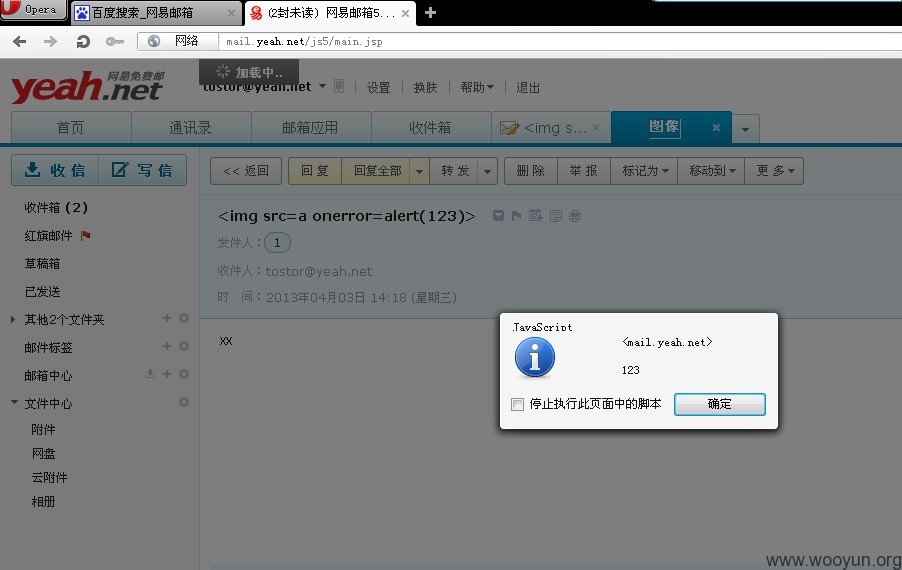 Opera
百度搜索_网易邮箱
(2封未读) 网易邮箱5...
网络
mail.yeah.net/js5/main.jsp
yeah.net 网易免费邮
加载中..
tostor@yeah.net
设置
换肤
帮助
退出
首页
通讯录
邮箱应用
收件箱
<img s...
图像
收 信
写 信
<< 返回
回 复
回复全部
转 发
删 除
举 报
标记为
移动到
更 多
收件箱 (2)
红旗邮件
草稿箱
已发送
其他2个文件夹
邮件标签
邮箱中心
文件中心
附件
网盘
云附件
相册
<img src=a onerror=alert(123)>
发件人：1
收件人：tostor@yeah.net
时 间：2013年04月03日 14:18 (星期三)
xx
JavaScript
<mail.yeah.net>
123
停止执行此页面中的脚本
确定
www.wooyun.org